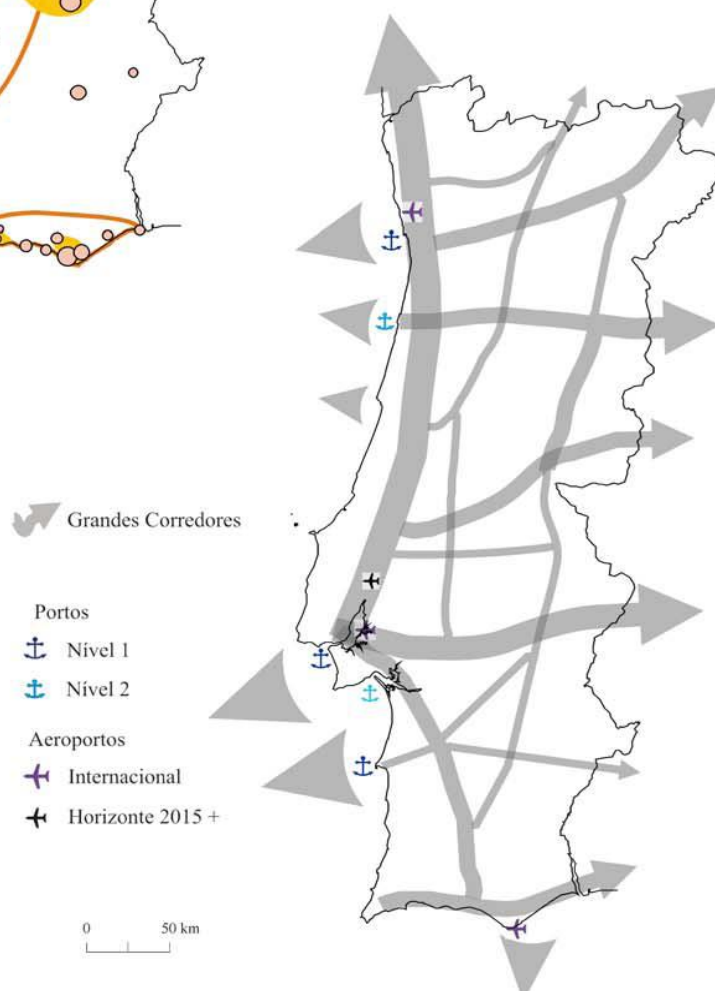 Grandes Corredores
Portos
Nível 1
Nível 2
Aeroportos
Internacional
Horizonte 2015 +
0 50 km